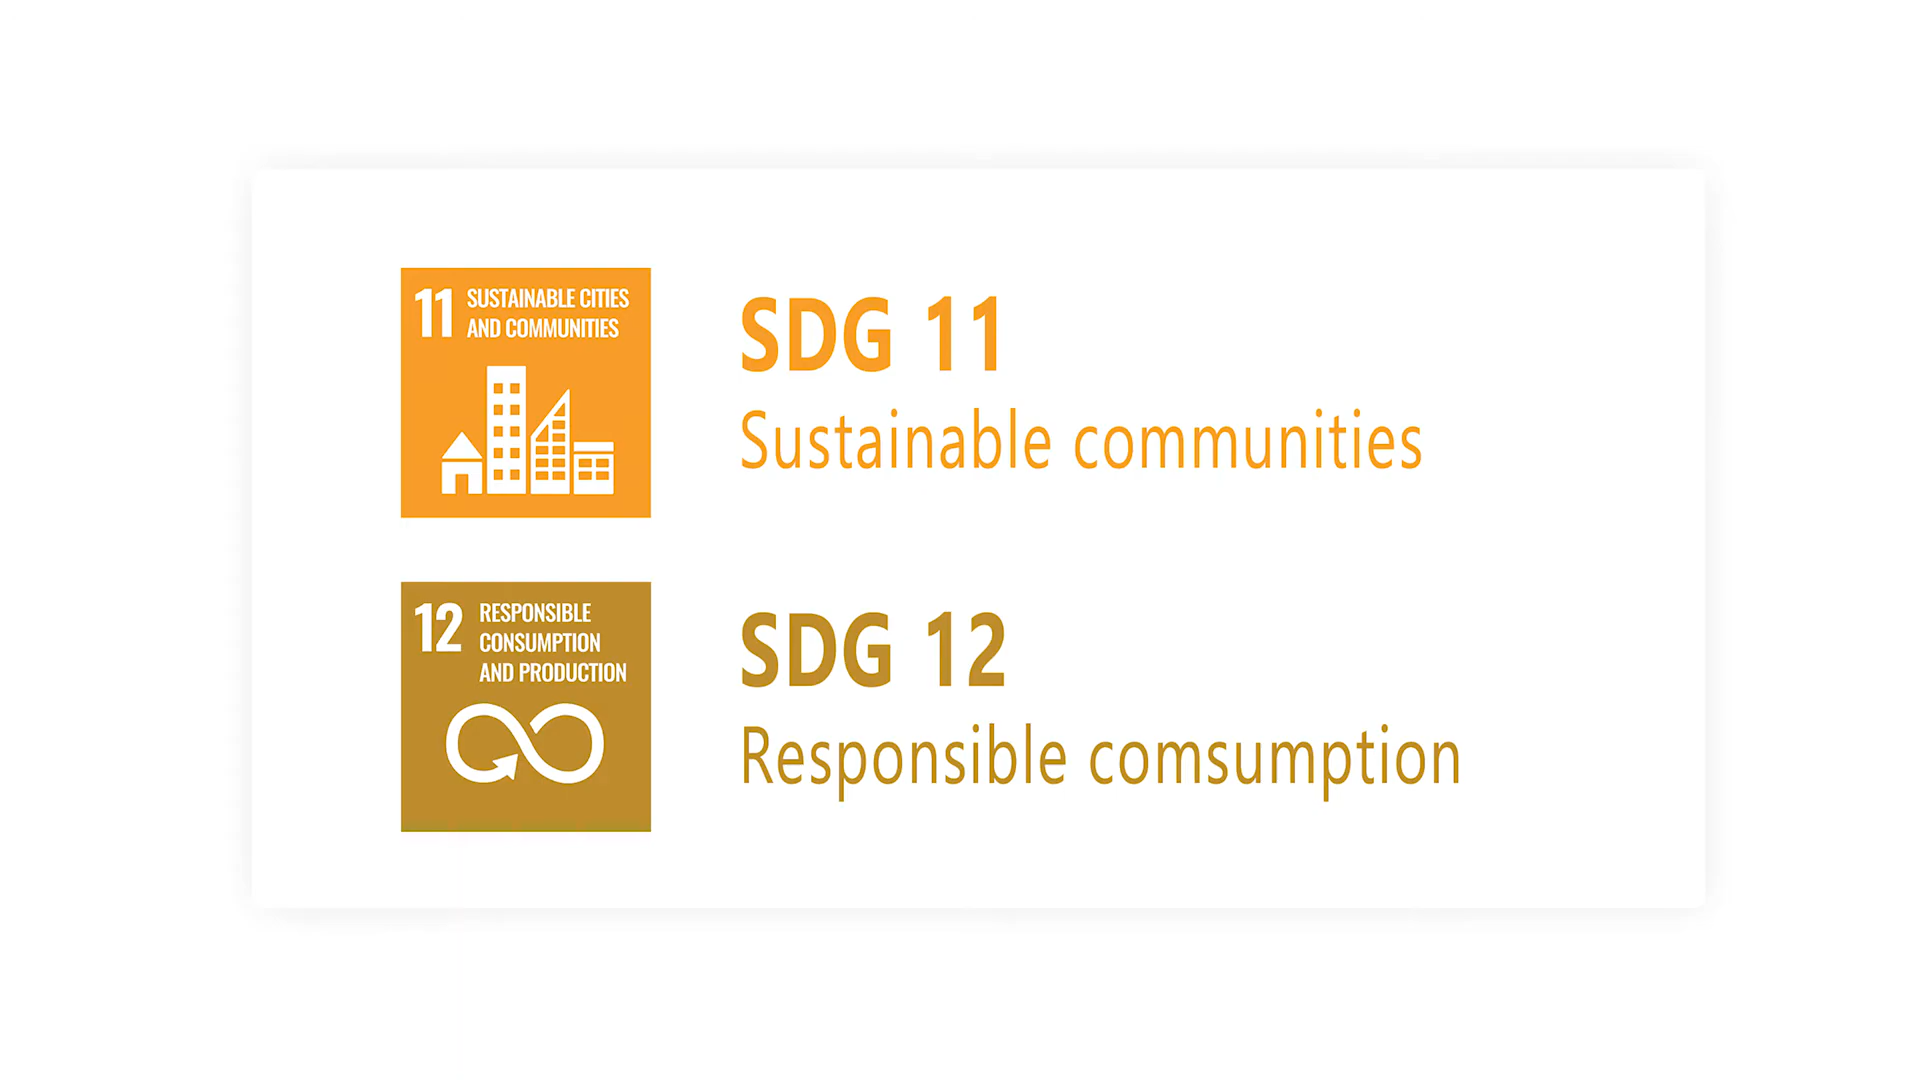 11 SUSTAINABLE CITIES
AND COMMUNITIES
SDG 11
Sustainable communities
12 RESPONSIBLE
CONSUMPTION
AND PRODUCTION
SDG 12
Responsible comsumption